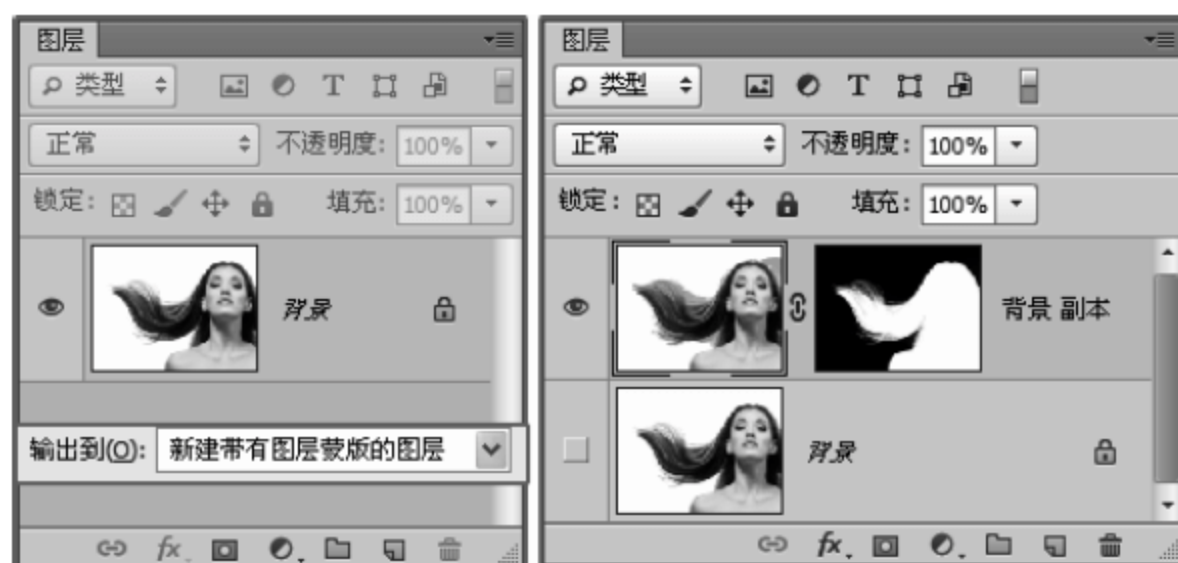 图层
类型
正常 不透明度: 100%
锁定: 填充: 100%
背景
输出到(O): 新建带有图层蒙版的图层
fx
图层
类型
正常 不透明度: 100%
锁定: 填充: 100%
背景 副本
背景
fx